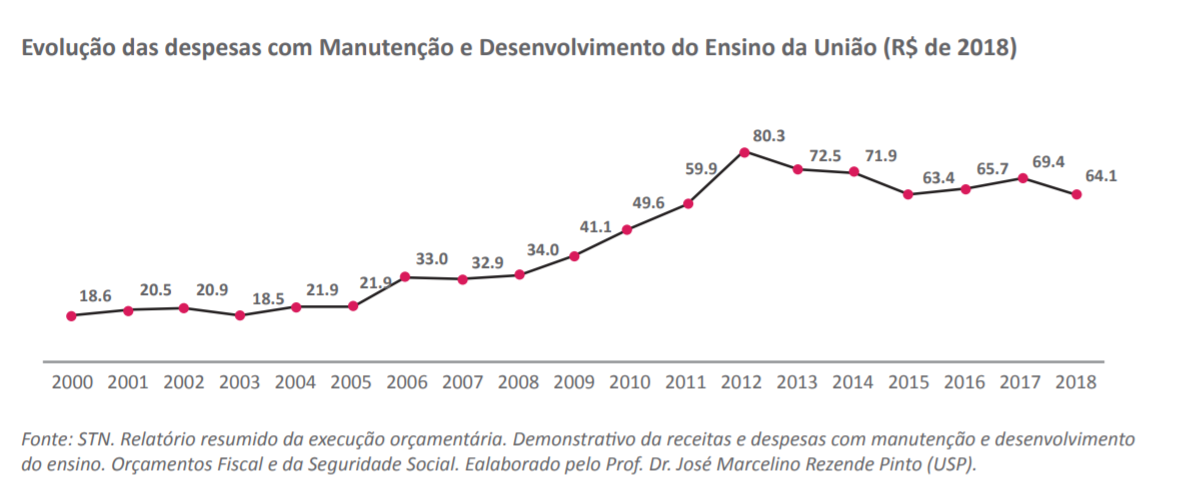 Evolução das despesas com Manutenção e Desenvolvimento do Ensino da União (R$ de 2018)
18.6 20.5 20.9 18.5 21.9 21.9 33.0 32.9 34.0 41.1 49.6 59.9 80.3 72.5 71.9 63.4 65.7 69.4 64.1
2000 2001 2002 2003 2004 2005 2006 2007 2008 2009 2010 2011 2012 2013 2014 2015 2016 2017 2018
Fonte: STN. Relatório resumido da execução orçamentária. Demonstrativo da receitas e despesas com manutenção e desenvolvimento
do ensino. Orçamentos Fiscal e da Seguridade Social. Ealaborado pelo Prof. Dr. José Marcelino Rezende Pinto (USP).